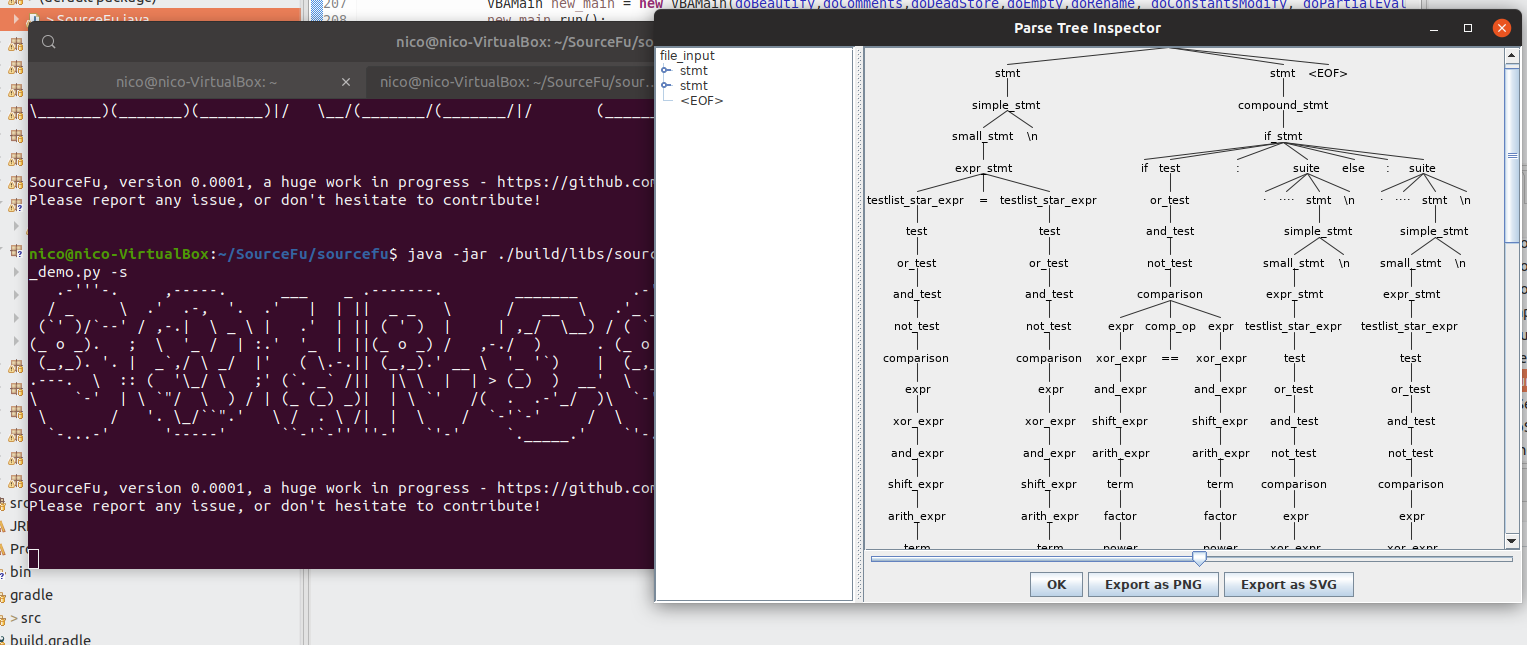 (default package)
> SourceFu.java
207 VBAMain new_main = new VBAMain(doBeautify,doComments,doDeadStore,doEmpty,doRename, doConstantsModify, doPartialEval
208 new_main.run();
nico@nico-VirtualBox: ~/SourceFu/so
nico@nico-VirtualBox: ~ ×
nico@nico-VirtualBox: ~/SourceFu/sour...
SourceFu, version 0.0001, a huge work in progress - https://github.com
Please report any issue, or don't hesitate to contribute!
nico@nico-VirtualBox:~/SourceFu/sourcefu$ java -jar ./build/libs/sour
_demo.py -s
SourceFu, version 0.0001, a huge work in progress - https://github.com
Please report any issue, or don't hesitate to contribute!
src
JR
Pr
bin
gradle
> src
build.gradle
Parse Tree Inspector
file_input
stmt
stmt
<EOF>
stmt stmt <EOF>
simple_stmt compound_stmt
small_stmt \n if_stmt
expr_stmt if test : suite else : suite
testlist_star_expr = testlist_star_expr or_test stmt \n stmt \n
test test and_test simple_stmt simple_stmt
or_test or_test not_test small_stmt \n small_stmt \n
and_test and_test comparison expr_stmt expr_stmt
not_test not_test expr comp_op expr testlist_star_expr testlist_star_expr
comparison comparison xor_expr == xor_expr test test
expr expr and_expr and_expr or_test or_test
xor_expr xor_expr shift_expr shift_expr and_test and_test
and_expr and_expr arith_expr arith_expr not_test not_test
shift_expr shift_expr term term comparison comparison
arith_expr arith_expr factor factor expr expr
term term power power xor_expr xor_expr
OK Export as PNG Export as SVG